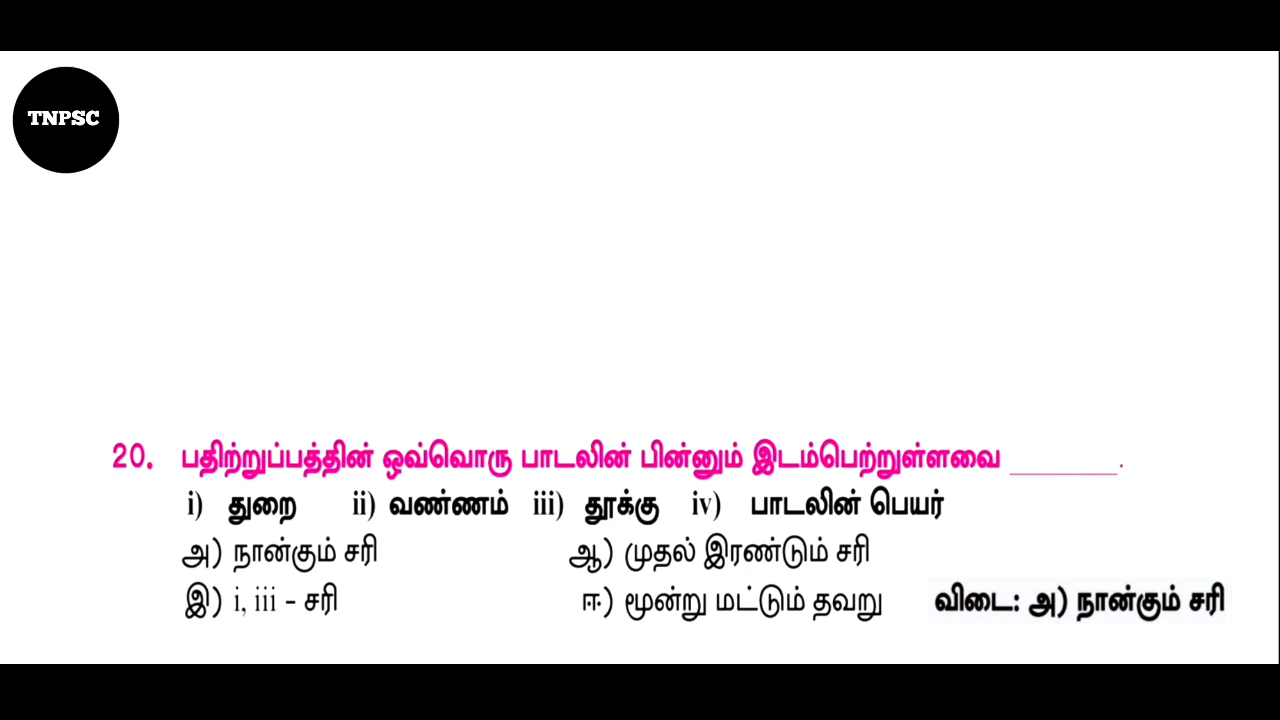 TNPSC
20. பதிற்றுப்பத்தின் ஒவ்வொரு பாடலின் பின்னும் இடம்பெற்றுள்ளவை ________.
i) துறை ii) வண்ணம் iii) தூக்கு iv) பாடலின் பெயர்
அ) நான்கும் சரி ஆ) முதல் இரண்டும் சரி
இ) i, iii - சரி ஈ) மூன்று மட்டும் தவறு விடை: அ) நான்கும் சரி